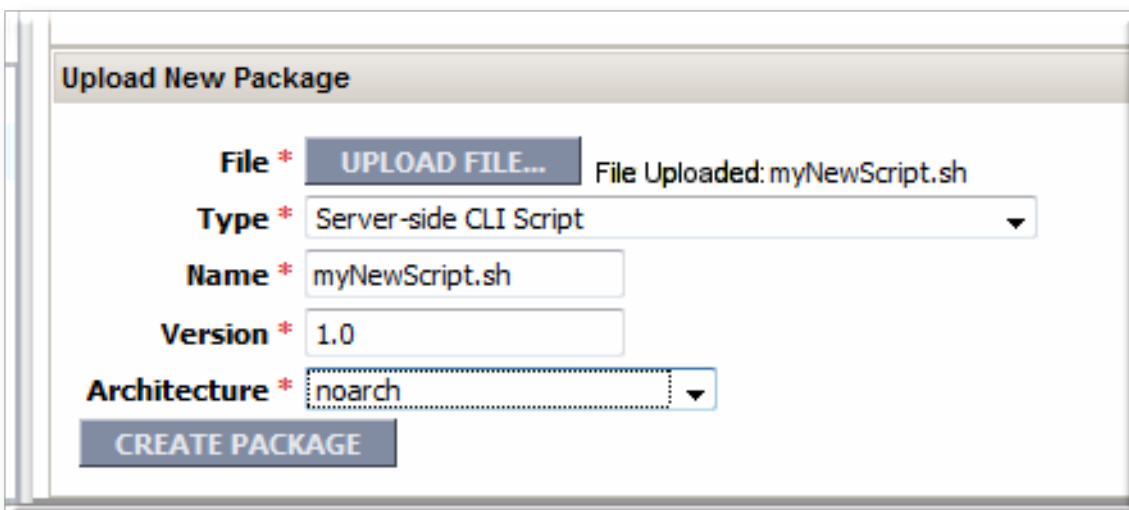 Upload New Package
File * UPLOAD FILE... File Uploaded: myNewScript.sh
Type * Server-side CLI Script
Name * myNewScript.sh
Version * 1.0
Architecture * noarch
CREATE PACKAGE